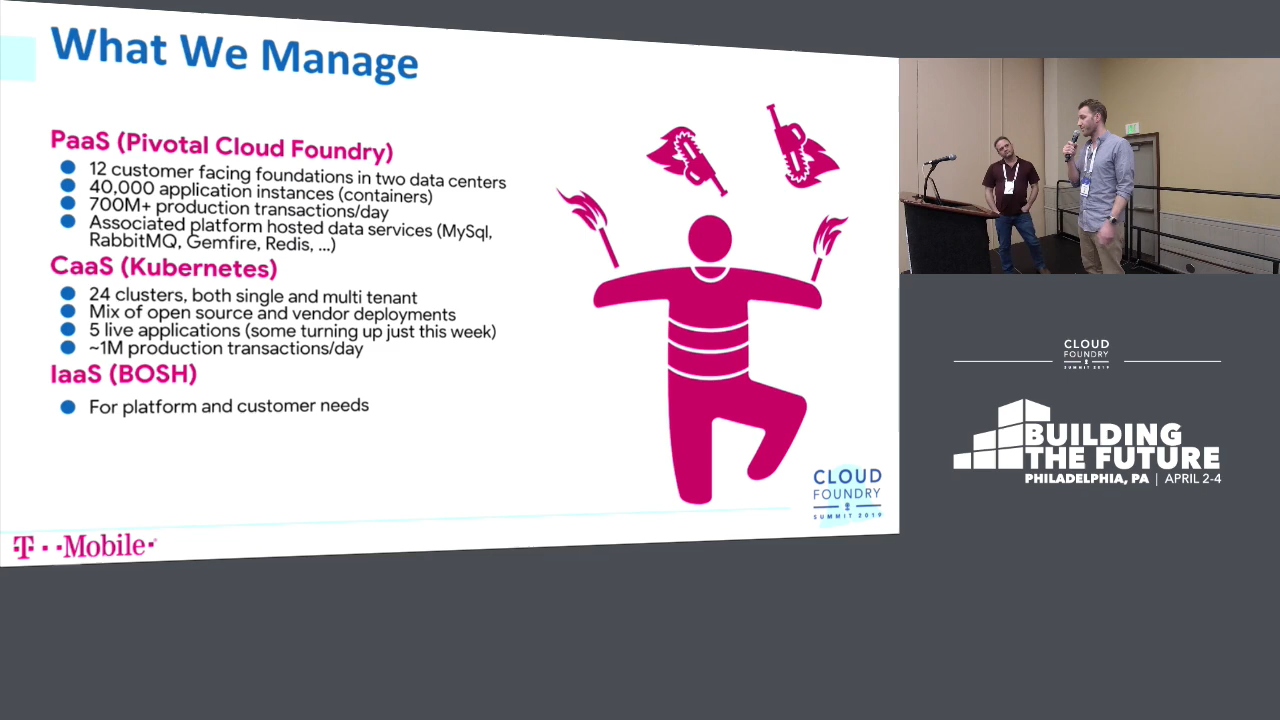 What We Manage
PaaS (Pivotal Cloud Foundry)
12 customer facing foundations in two data centers
40,000 application instances (containers)
700M+ production transactions/day
Associated platform hosted data services (MySql,
RabbitMQ, Gemfire, Redis, ...)
CaaS (Kubernetes)
24 clusters, both single and multi tenant
Mix of open source and vendor deployments
5 live applications (some turning up just this week)
~1M production transactions/day
IaaS (BOSH)
For platform and customer needs
CLOUD
FOUNDRY
SUMMIT 2019
T-Mobile
CLOUD
FOUNDRY
SUMMIT 2019
BUILDING
THE FUTURE
PHILADELPHIA, PA | APRIL 2-4